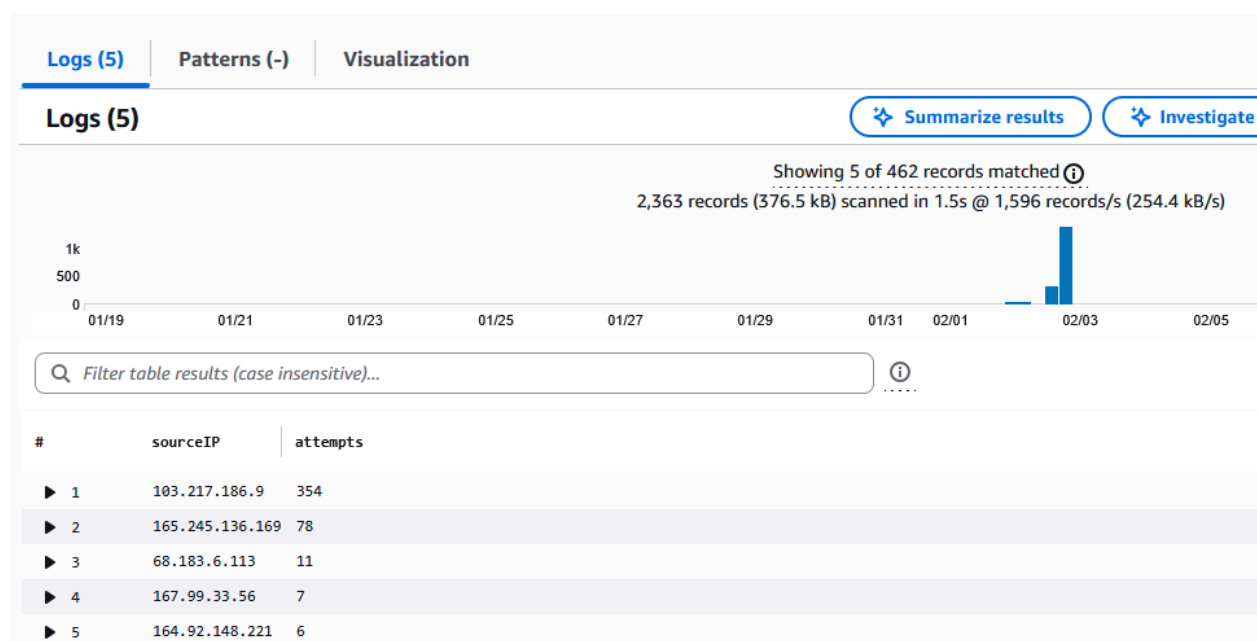 Logs (5) Patterns (-) Visualization
Logs (5) Summarize results Investigate
Showing 5 of 462 records matched
2,363 records (376.5 kB) scanned in 1.5s @ 1,596 records/s (254.4 kB/s)
1k
500
0
01/19 01/21 01/23 01/25 01/27 01/29 01/31 02/01 02/03 02/05
Filter table results (case insensitive)...
# sourceIP attempts
1 103.217.186.9 354
2 165.245.136.169 78
3 68.183.6.113 11
4 167.99.33.56 7
5 164.92.148.221 6